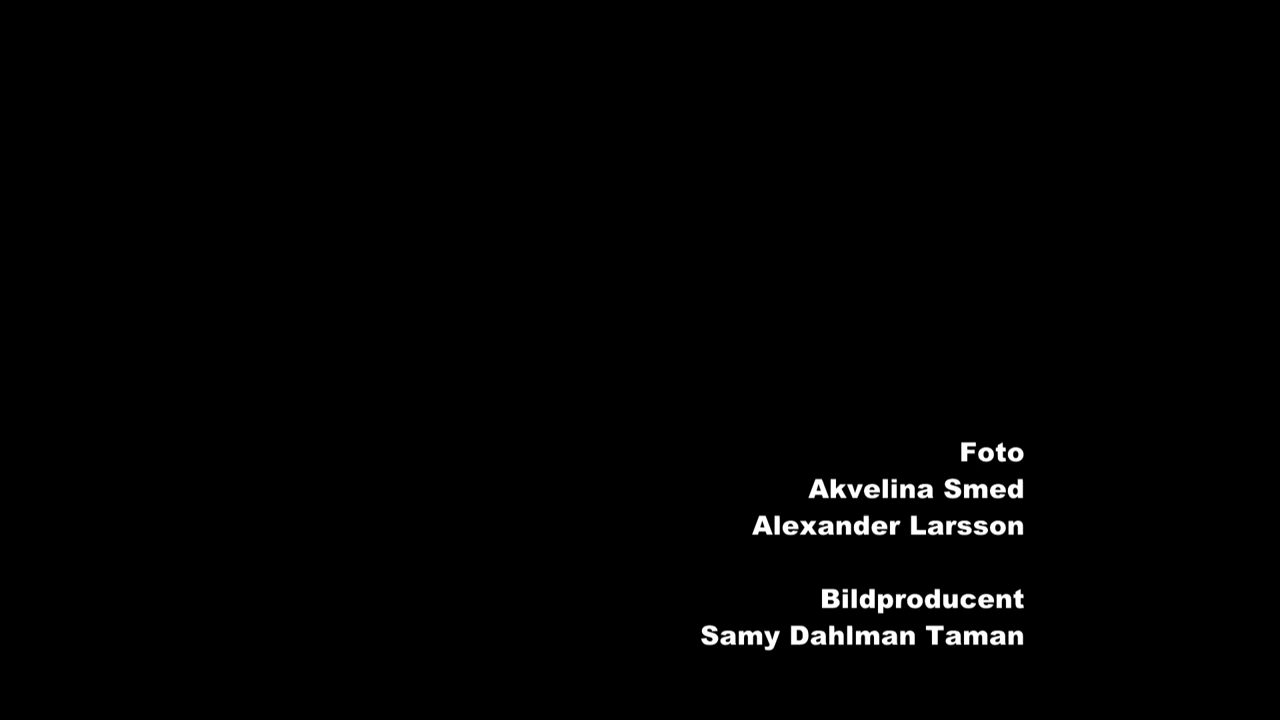 Foto
Akvelina Smed
Alexander Larsson
Bildproducent
Samy Dahlman Taman